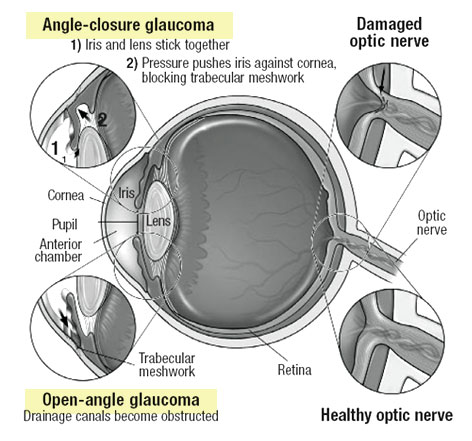 Angle-closure glaucoma
1) Iris and lens stick together
2) Pressure pushes iris against cornea,
blocking trabecular meshwork
Damaged
optic nerve
2
1
1
Cornea
Iris
Pupil
Lens
Anterior
chamber
Optic
nerve
Trabecular
meshwork
Retina
Open-angle glaucoma
Drainage canals become obstructed
Healthy optic nerve